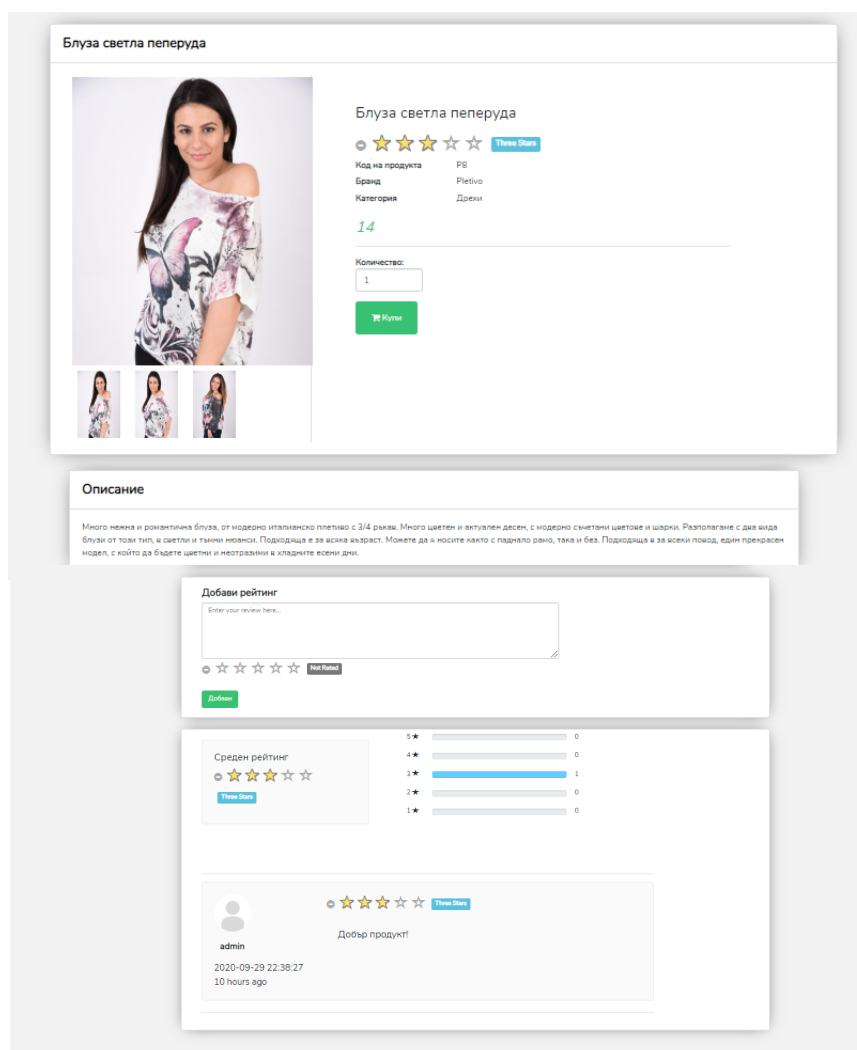 Блуза светла пеперуда
Блуза светла пеперуда
Three Stars
Код на продукта P8
Бранд Pletivo
Категория Дрехи
14
Количество:
1
Купи
Описание
Много нежна и романтична блуза, от модерно италианско плетиво с 3/4 ръкав. Много цветен и актуален десен, с модерно съчетани цветове и шарки. Разполагаме с два вида
блузи от този тип, в светли и тъмни нюанси. Подходяща е за всяка възраст. Можете да я носите както с паднало рамо, така и без. Подходяща в за всеки повод, един прекрасен
модел, с който да бъдете цветни и неотразими в хладните есени дни.
Добави рейтинг
Enter your review here...
Not Rated
Добави
Среден рейтинг
Three Stars
5★ 0
4★ 0
3★ 1
2★ 0
1★ 0
Three Stars
Добър продукт!
admin
2020-09-29 22:38:27
10 hours ago